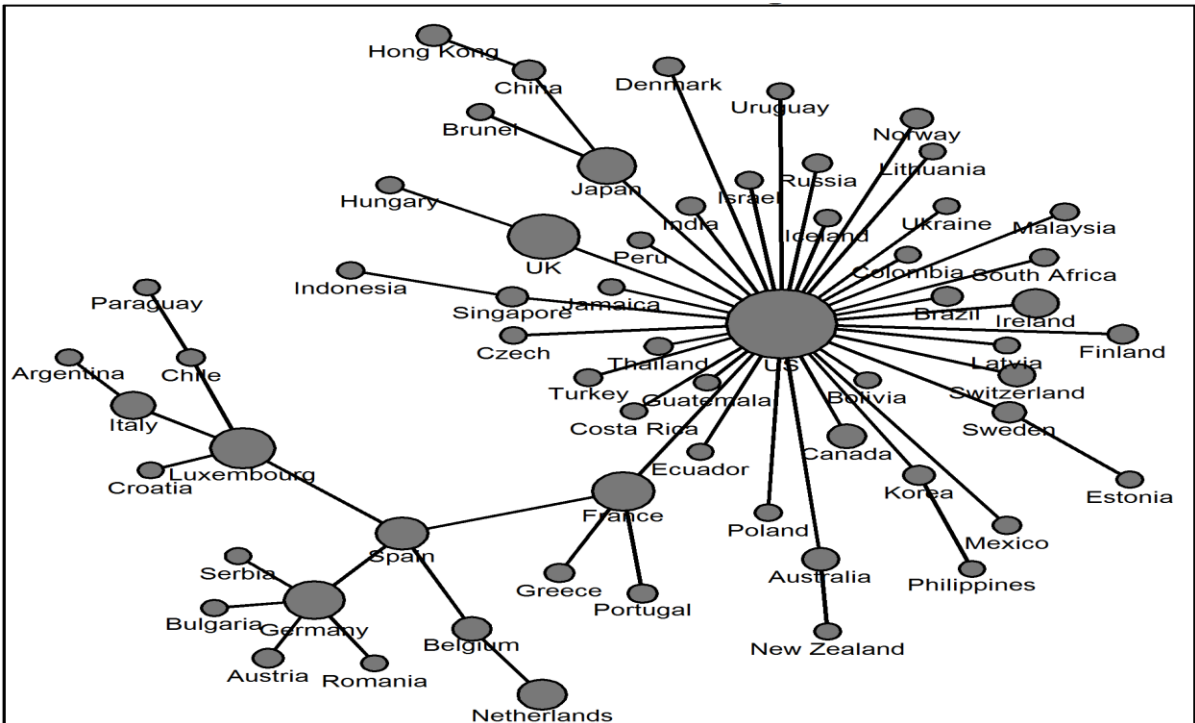 Hong Kong
China
Denmark
Uruguay
Brunei
Norway
Lithuania
Japan
Israel
Russia
Hungary
India
Iceland
Ukraine
Malaysia
UK
Peru
Colombia
South Africa
Indonesia
Paraguay
Singapore
Jamaica
Brazil
Ireland
Czech
Thailand
US
Latvia
Finland
Argentina
Chile
Turkey
Guatemala
Bolivia
Switzerland
Italy
Costa Rica
Sweden
Croatia
Luxembourg
Ecuador
Canada
Korea
Estonia
France
Poland
Mexico
Spain
Serbia
Greece
Portugal
Australia
Philippines
Bulgaria
Germany
Belgium
New Zealand
Austria
Romania
Netherlands